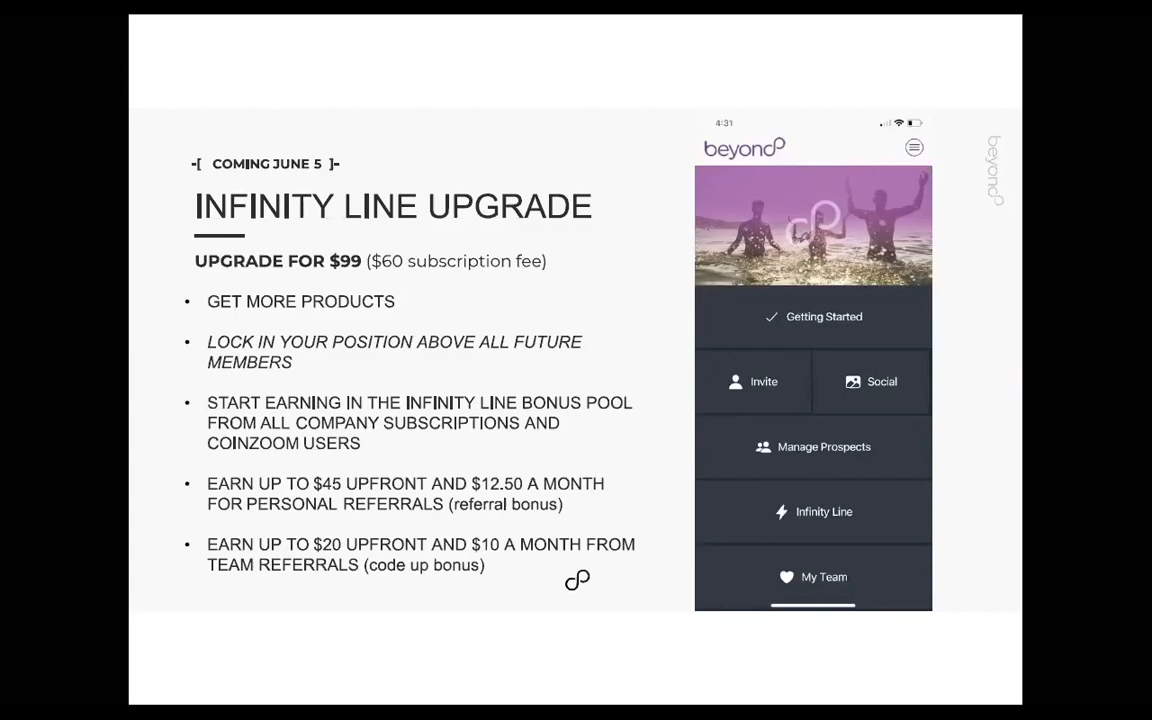 -[ COMING JUNE 5 ]-
INFINITY LINE UPGRADE
UPGRADE FOR $99 ($60 subscription fee)
• GET MORE PRODUCTS
• LOCK IN YOUR POSITION ABOVE ALL FUTURE
MEMBERS
• START EARNING IN THE INFINITY LINE BONUS POOL
FROM ALL COMPANY SUBSCRIPTIONS AND
COINZOOM USERS
• EARN UP TO $45 UPFRONT AND $12.50 A MONTH
FOR PERSONAL REFERRALS (referral bonus)
• EARN UP TO $20 UPFRONT AND $10 A MONTH FROM
TEAM REFERRALS (code up bonus)
4:31
beyond
Getting Started
Invite
Social
Manage Prospects
Infinity Line
My Team
beyond